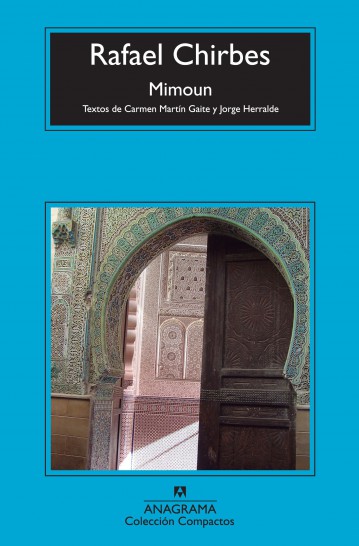 Rafael Chirbes
Mimoun
Textos de Carmen Martín Gaite y Jorge Herralde
ANAGRAMA
Colección Compactos